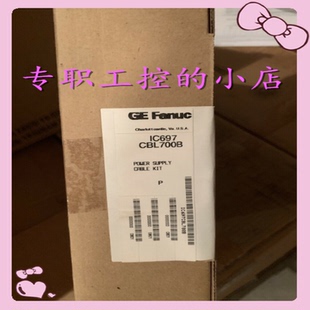 专职工控的小店
GE Fanuc
Charlottesville, Va. U.S.A.
IC697
CBL700B
POWER SUPPLY
CABLE KIT
P